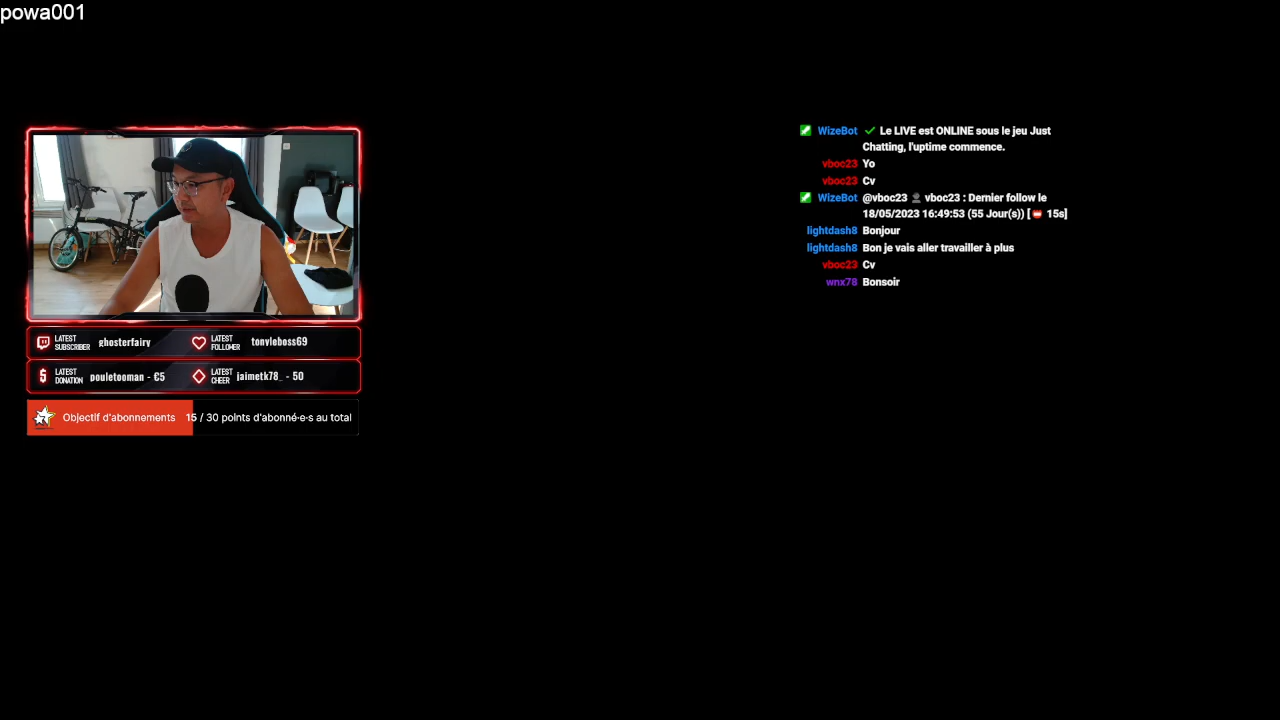 powa001
WizeBot Le LIVE est ONLINE sous le jeu Just
Chatting, l'uptime commence.
vboc23 Yo
vboc23 Cv
WizeBot @vboc23 vboc23 : Dernier follow le
18/05/2023 16:49:53 (55 Jour(s)) [ 15s]
lightdash8 Bonjour
lightdash8 Bon je vais aller travailler à plus
vboc23 Cv
wnx78 Bonsoir
LATEST SUBSCRIBER ghosterfairy LATEST FOLLOWER tonyleboss69
LATEST DONATION pouletooman - €5 LATEST CHEER jaimetk78_ - 50
Objectif d'abonnements 15 / 30 points d'abonné·e·s au total